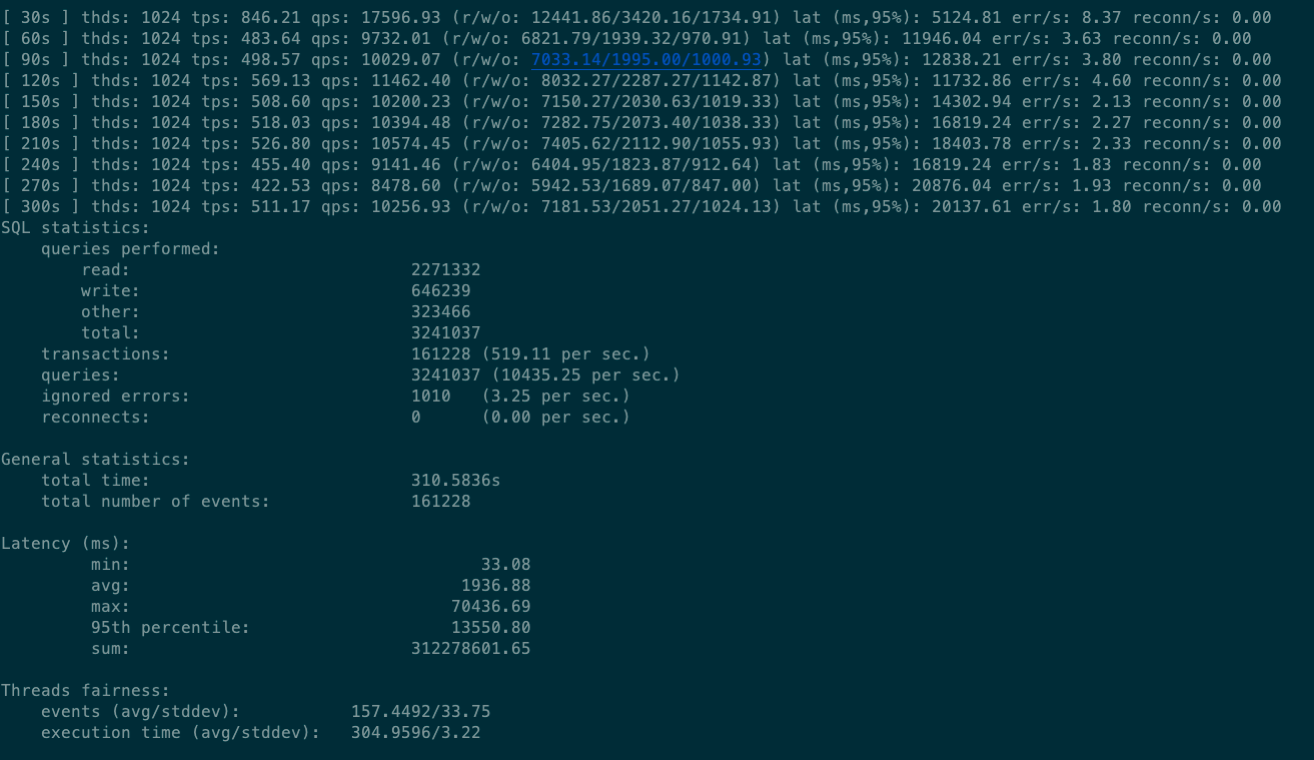 [ 30s ] thds: 1024 tps: 846.21 qps: 17596.93 (r/w/o: 12441.86/3420.16/1734.91) lat (ms,95%): 5124.81 err/s: 8.37 reconn/s: 0.00
[ 60s ] thds: 1024 tps: 483.64 qps: 9732.01 (r/w/o: 6821.79/1939.32/970.91) lat (ms,95%): 11946.04 err/s: 3.63 reconn/s: 0.00
[ 90s ] thds: 1024 tps: 498.57 qps: 10029.07 (r/w/o: 7033.14/1995.00/1000.93) lat (ms,95%): 12838.21 err/s: 3.80 reconn/s: 0.00
[ 120s ] thds: 1024 tps: 569.13 qps: 11462.40 (r/w/o: 8032.27/2287.27/1142.87) lat (ms,95%): 11732.86 err/s: 4.60 reconn/s: 0.00
[ 150s ] thds: 1024 tps: 508.60 qps: 10200.23 (r/w/o: 7150.27/2030.63/1019.33) lat (ms,95%): 14302.94 err/s: 2.13 reconn/s: 0.00
[ 180s ] thds: 1024 tps: 518.03 qps: 10394.48 (r/w/o: 7282.75/2073.40/1038.33) lat (ms,95%): 16819.24 err/s: 2.27 reconn/s: 0.00
[ 210s ] thds: 1024 tps: 526.80 qps: 10574.45 (r/w/o: 7405.62/2112.90/1055.93) lat (ms,95%): 18403.78 err/s: 2.33 reconn/s: 0.00
[ 240s ] thds: 1024 tps: 455.40 qps: 9141.46 (r/w/o: 6404.95/1823.87/912.64) lat (ms,95%): 16819.24 err/s: 1.83 reconn/s: 0.00
[ 270s ] thds: 1024 tps: 422.53 qps: 8478.60 (r/w/o: 5942.53/1689.07/847.00) lat (ms,95%): 20876.04 err/s: 1.93 reconn/s: 0.00
[ 300s ] thds: 1024 tps: 511.17 qps: 10256.93 (r/w/o: 7181.53/2051.27/1024.13) lat (ms,95%): 20137.61 err/s: 1.80 reconn/s: 0.00
SQL statistics:
queries performed:
read: 2271332
write: 646239
other: 323466
total: 3241037
transactions: 161228 (519.11 per sec.)
queries: 3241037 (10435.25 per sec.)
ignored errors: 1010 (3.25 per sec.)
reconnects: 0 (0.00 per sec.)
General statistics:
total time: 310.5836s
total number of events: 161228
Latency (ms):
min: 33.08
avg: 1936.88
max: 70436.69
95th percentile: 13550.80
sum: 312278601.65
Threads fairness:
events (avg/stddev): 157.4492/33.75
execution time (avg/stddev): 304.9596/3.22